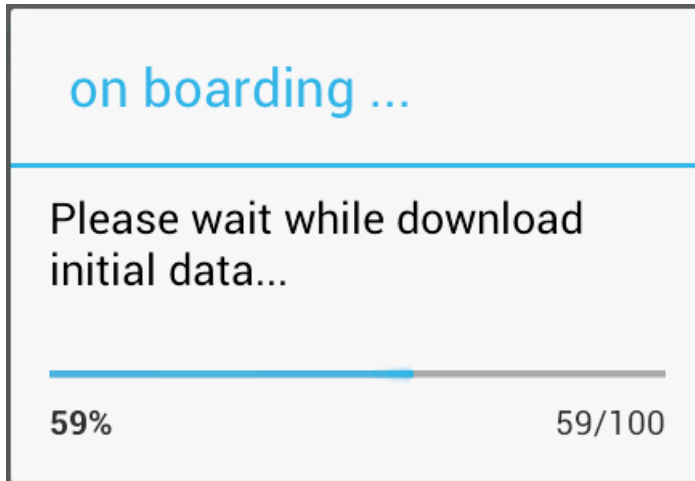 on boarding ...
Please wait while download
initial data...
59%
59/100